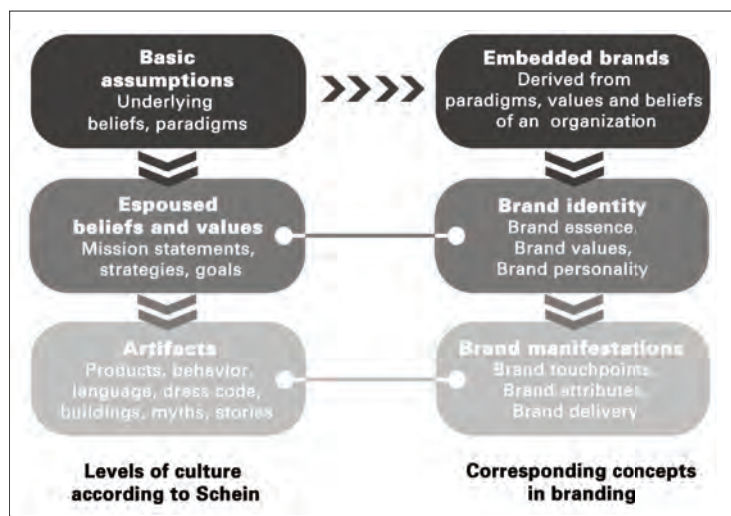 Basic
assumptions
Underlying
beliefs, paradigms
Embedded brands
Derived from
paradigms, values and beliefs
of an organization
Espoused
beliefs and values
Mission statements,
strategies, goals
Brand identity
Brand essence
Brand values,
Brand personality
Artifacts
Products, behavior,
language, dress code,
buildings, myths, stories
Brand manifestations
Brand touchpoints
Brand attributes
Brand delivery
Levels of culture
according to Schein
Corresponding concepts
in branding